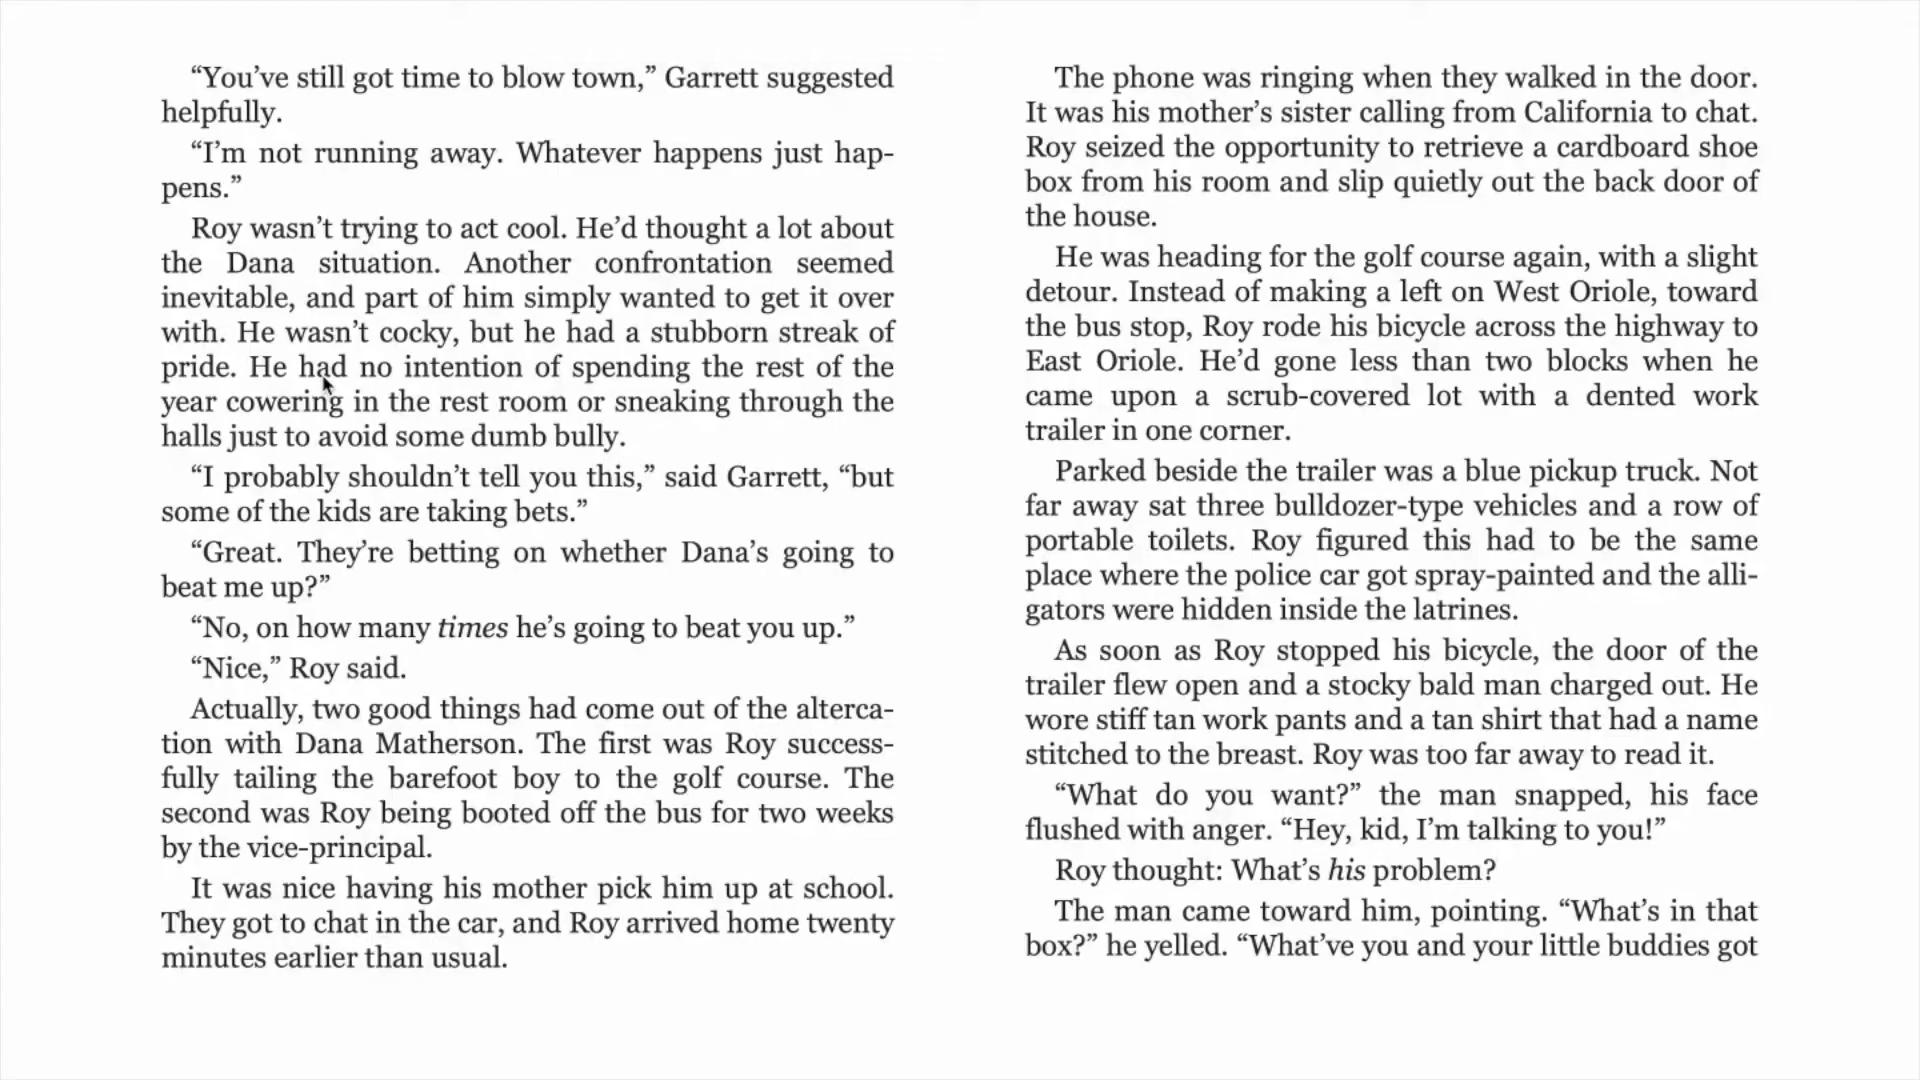 “You’ve still got time to blow town,” Garrett suggested
helpfully.
“I’m not running away. Whatever happens just hap-
pens.”
Roy wasn’t trying to act cool. He’d thought a lot about
the Dana situation. Another confrontation seemed
inevitable, and part of him simply wanted to get it over
with. He wasn’t cocky, but he had a stubborn streak of
pride. He had no intention of spending the rest of the
year cowering in the rest room or sneaking through the
halls just to avoid some dumb bully.
“I probably shouldn’t tell you this,” said Garrett, “but
some of the kids are taking bets.”
“Great. They’re betting on whether Dana’s going to
beat me up?”
“No, on how many times he’s going to beat you up.”
“Nice,” Roy said.
Actually, two good things had come out of the alterca-
tion with Dana Matherson. The first was Roy success-
fully tailing the barefoot boy to the golf course. The
second was Roy being booted off the bus for two weeks
by the vice-principal.
It was nice having his mother pick him up at school.
They got to chat in the car, and Roy arrived home twenty
minutes earlier than usual.
The phone was ringing when they walked in the door.
It was his mother’s sister calling from California to chat.
Roy seized the opportunity to retrieve a cardboard shoe
box from his room and slip quietly out the back door of
the house.
He was heading for the golf course again, with a slight
detour. Instead of making a left on West Oriole, toward
the bus stop, Roy rode his bicycle across the highway to
East Oriole. He’d gone less than two blocks when he
came upon a scrub-covered lot with a dented work
trailer in one corner.
Parked beside the trailer was a blue pickup truck. Not
far away sat three bulldozer-type vehicles and a row of
portable toilets. Roy figured this had to be the same
place where the police car got spray-painted and the alli-
gators were hidden inside the latrines.
As soon as Roy stopped his bicycle, the door of the
trailer flew open and a stocky bald man charged out. He
wore stiff tan work pants and a tan shirt that had a name
stitched to the breast. Roy was too far away to read it.
“What do you want?” the man snapped, his face
flushed with anger. “Hey, kid, I’m talking to you!”
Roy thought: What’s his problem?
The man came toward him, pointing. “What’s in that
box?” he yelled. “What’ve you and your little buddies got